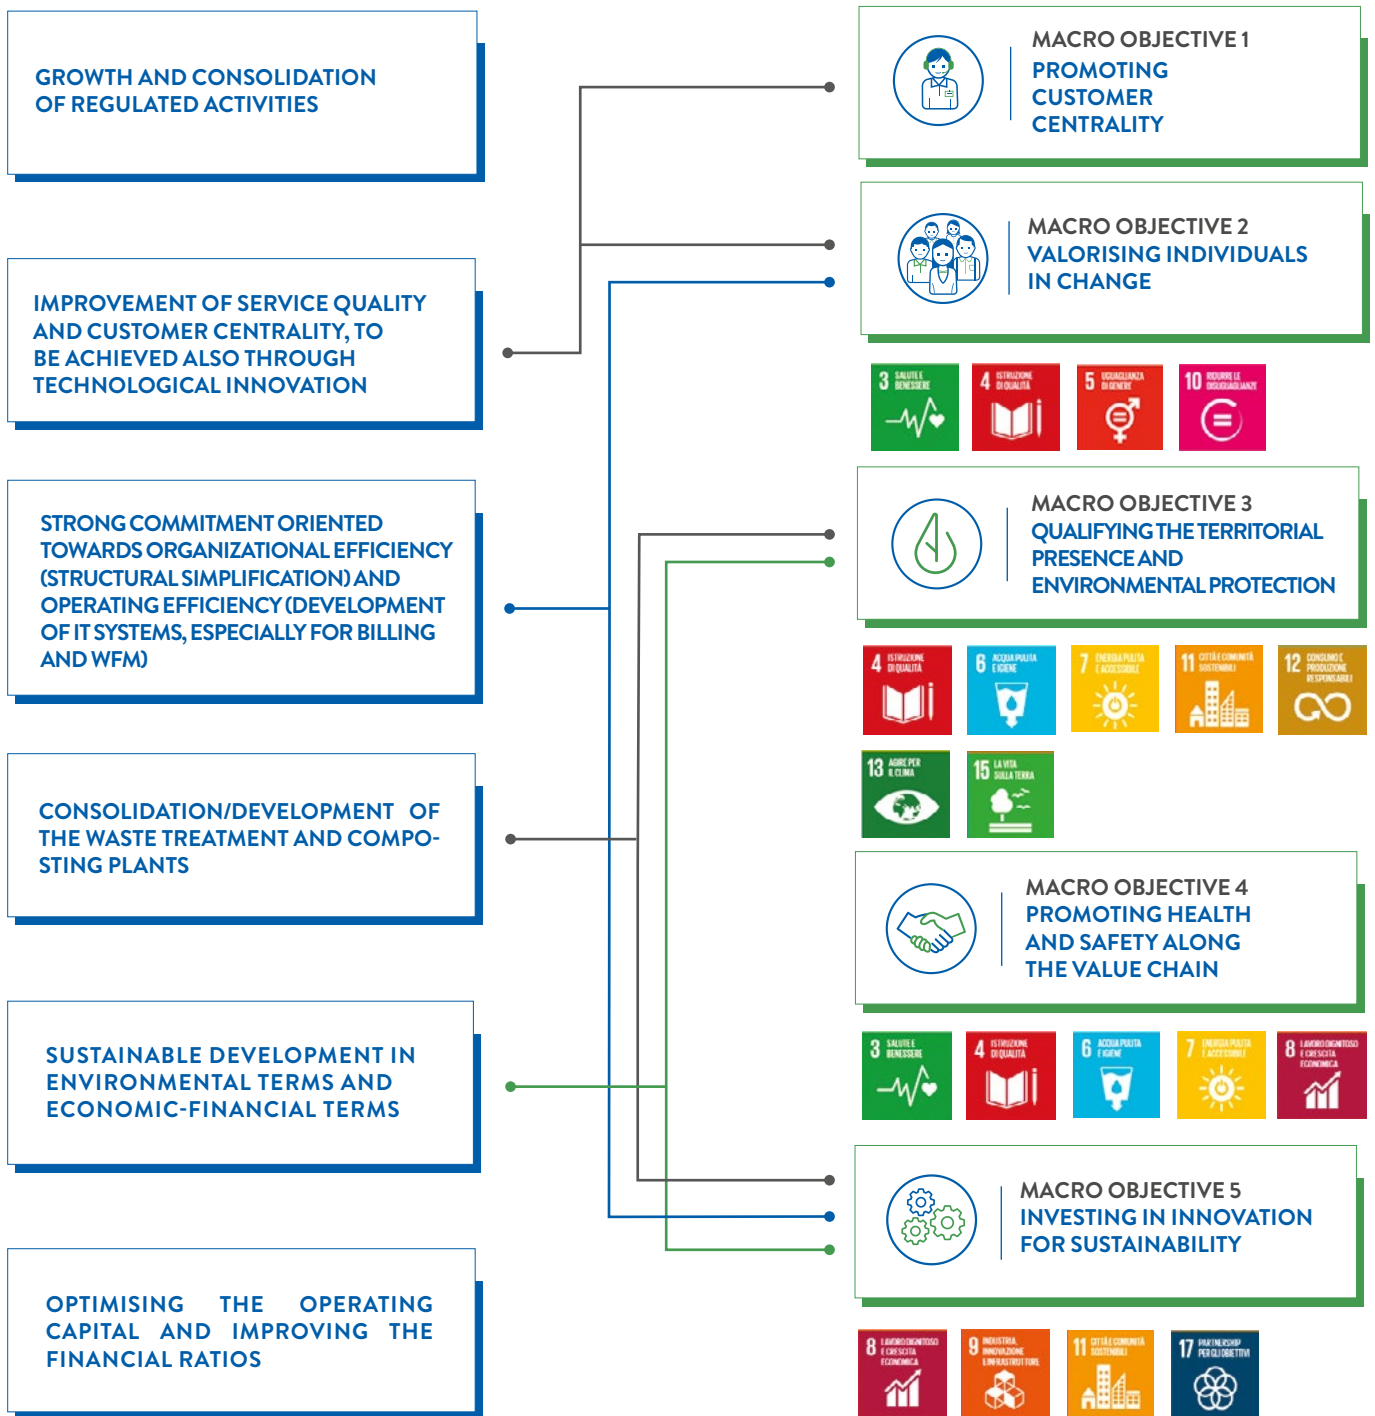 GROWTH AND CONSOLIDATION
OF REGULATED ACTIVITIES
IMPROVEMENT OF SERVICE QUALITY
AND CUSTOMER CENTRALITY, TO
BE ACHIEVED ALSO THROUGH
TECHNOLOGICAL INNOVATION
STRONG COMMITMENT ORIENTED
TOWARDS ORGANIZATIONAL EFFICIENCY
(STRUCTURAL SIMPLIFICATION) AND
OPERATING EFFICIENCY (DEVELOPMENT
OF IT SYSTEMS, ESPECIALLY FOR BILLING
AND WFM)
CONSOLIDATION/DEVELOPMENT OF
THE WASTE TREATMENT AND COMPO-
STING PLANTS
SUSTAINABLE DEVELOPMENT IN
ENVIRONMENTAL TERMS AND
ECONOMIC-FINANCIAL TERMS
OPTIMISING THE OPERATING
CAPITAL AND IMPROVING THE
FINANCIAL RATIOS
MACRO OBJECTIVE 1
PROMOTING
CUSTOMER
CENTRALITY
MACRO OBJECTIVE 2
VALORISING INDIVIDUALS
IN CHANGE
3 SALUTE E
BENESSERE
4 ISTRUZIONE
DI QUALITÀ
5 UGUAGLIANZA
DI GENERE
10 RIDURRE LE
DISUGUAGLIANZE
MACRO OBJECTIVE 3
QUALIFYING THE TERRITORIAL
PRESENCE AND
ENVIRONMENTAL PROTECTION
4 ISTRUZIONE
DI QUALITÀ
6 ACQUA PULITA
E IGIENE
7 ENERGIA PULITA
E ACCESSIBILE
11 CITTÀ E COMUNITÀ
SOSTENIBILI
12 CONSUMO E
PRODUZIONE
RESPONSABILI
13 AGIRE PER
IL CLIMA
15 LA VITA
SULLA TERRA
MACRO OBJECTIVE 4
PROMOTING HEALTH
AND SAFETY ALONG
THE VALUE CHAIN
3 SALUTE E
BENESSERE
4 ISTRUZIONE
DI QUALITÀ
6 ACQUA PULITA
E IGIENE
7 ENERGIA PULITA
E ACCESSIBILE
8 LAVORO DIGNITOSO
E CRESCITA
ECONOMICA
MACRO OBJECTIVE 5
INVESTING IN INNOVATION
FOR SUSTAINABILITY
8 LAVORO DIGNITOSO
E CRESCITA
ECONOMICA
9 INDUSTRIA,
INNOVAZIONE
E INFRASTRUTTURE
11 CITTÀ E COMUNITÀ
SOSTENIBILI
17 PARTNERSHIP
PER GLI OBIETTIVI